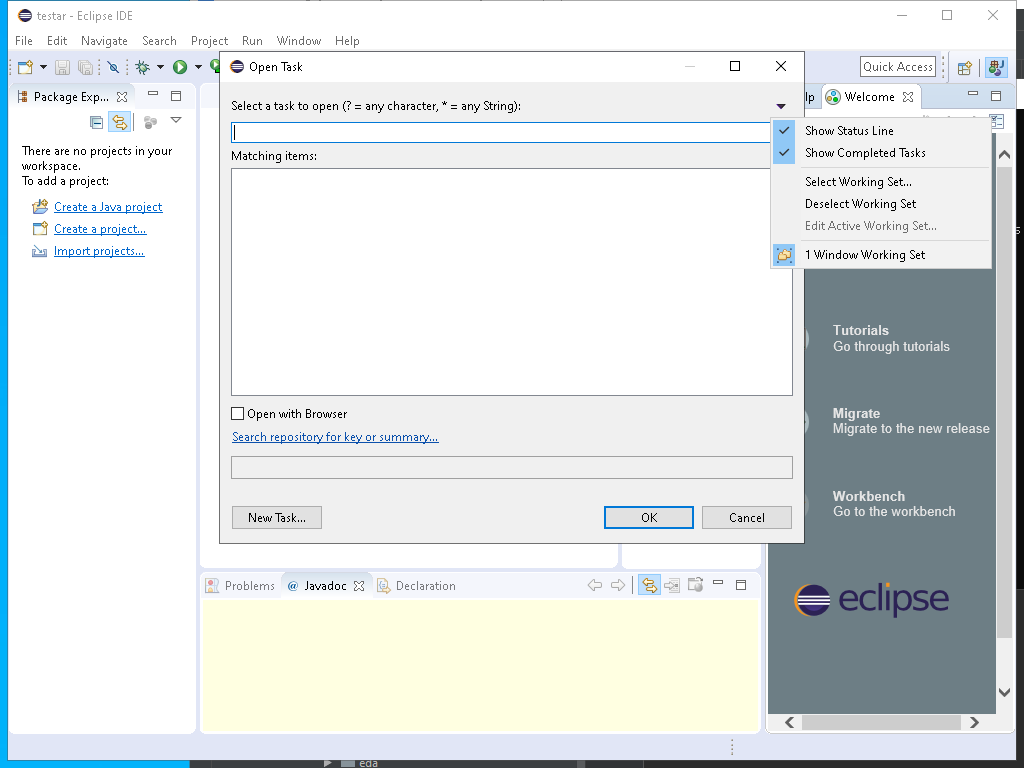 testar - Eclipse IDE
File Edit Navigate Search Project Run Window Help
Quick Access
Package Exp...
There are no projects in your
workspace.
To add a project:
Create a Java project
Create a project...
Import projects...
Open Task
Select a task to open (? = any character, * = any String):
Matching items:
Open with Browser
Search repository for key or summary...
New Task...
OK
Cancel
Welcome
Show Status Line
Show Completed Tasks
Select Working Set...
Deselect Working Set
Edit Active Working Set...
1 Window Working Set
Tutorials
Go through tutorials
Migrate
Migrate to the new release
Workbench
Go to the workbench
eclipse
Problems
@ Javadoc
Declaration
eda